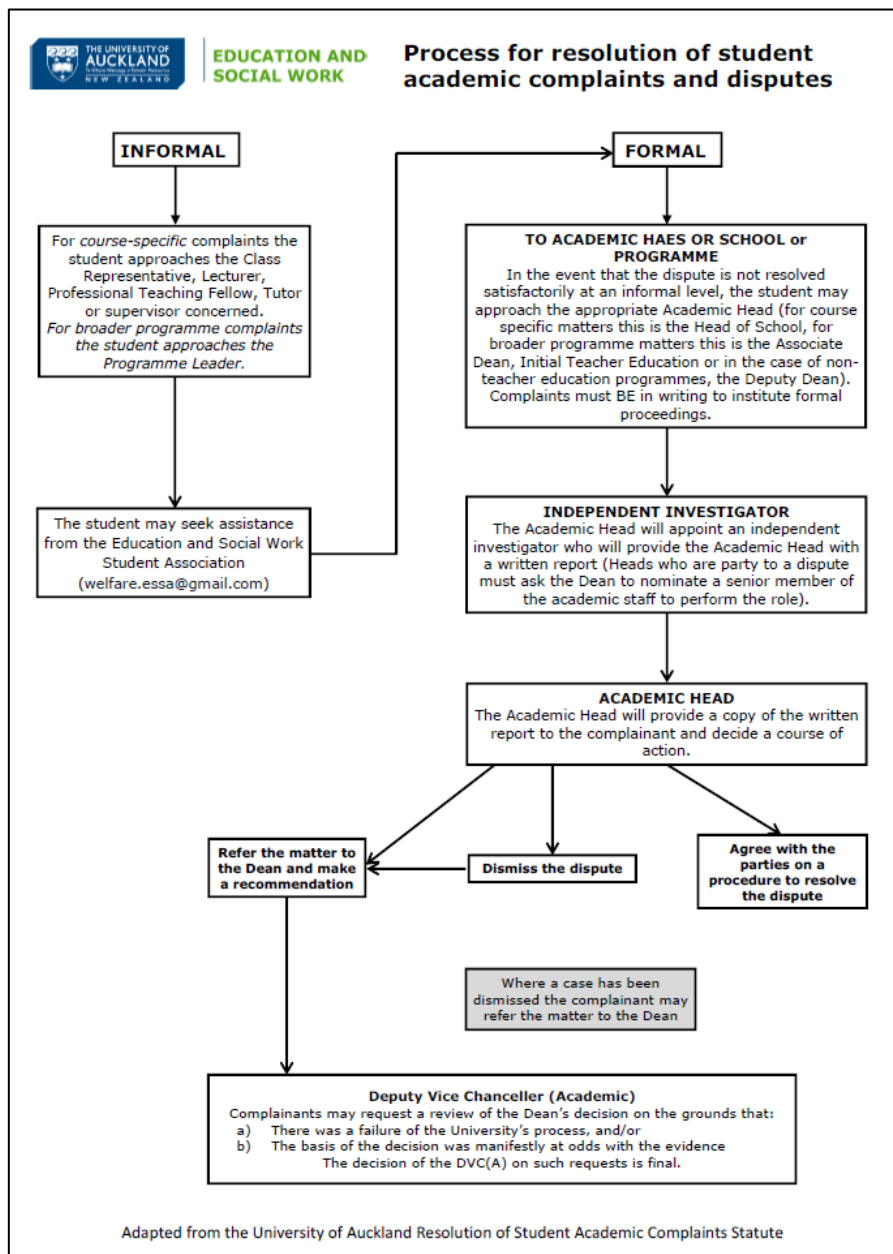 THE UNIVERSITY OF
AUCKLAND
Te Whare Wānanga o Tāmaki Makaurau
NEW ZEALAND
EDUCATION AND
SOCIAL WORK
Process for resolution of student
academic complaints and disputes
INFORMAL
For course-specific complaints the
student approaches the Class
Representative, Lecturer,
Professional Teaching Fellow, Tutor
or supervisor concerned.
For broader programme complaints
the student approaches the
Programme Leader.
The student may seek assistance
from the Education and Social Work
Student Association
(welfare.essa@gmail.com)
FORMAL
TO ACADEMIC HAES OR SCHOOL or
PROGRAMME
In the event that the dispute is not resolved
satisfactorily at an informal level, the student may
approach the appropriate Academic Head (for course
specific matters this is the Head of School, for
broader programme matters this is the Associate
Dean, Initial Teacher Education or in the case of non-
teacher education programmes, the Deputy Dean).
Complaints must BE in writing to institute formal
proceedings.
INDEPENDENT INVESTIGATOR
The Academic Head will appoint an independent
investigator who will provide the Academic Head with
a written report (Heads who are party to a dispute
must ask the Dean to nominate a senior member of
the academic staff to perform the role).
ACADEMIC HEAD
The Academic Head will provide a copy of the written
report to the complainant and decide a course of
action.
Refer the matter to
the Dean and make
a recommendation
Dismiss the dispute
Agree with the
parties on a
procedure to resolve
the dispute
Where a case has been
dismissed the complainant may
refer the matter to the Dean
Deputy Vice Chanceller (Academic)
Complainants may request a review of the Dean's decision on the grounds that:
a) There was a failure of the University's process, and/or
b) The basis of the decision was manifestly at odds with the evidence
The decision of the DVC(A) on such requests is final.
Adapted from the University of Auckland Resolution of Student Academic Complaints Statute